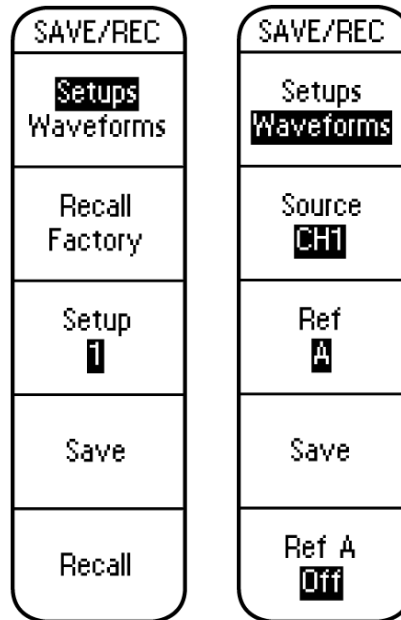 SAVE/REC
Setups
Waveforms
Recall
Factory
Setup
1
Save
Recall
SAVE/REC
Setups
Waveforms
Source
CH1
Ref
A
Save
Ref A
Off